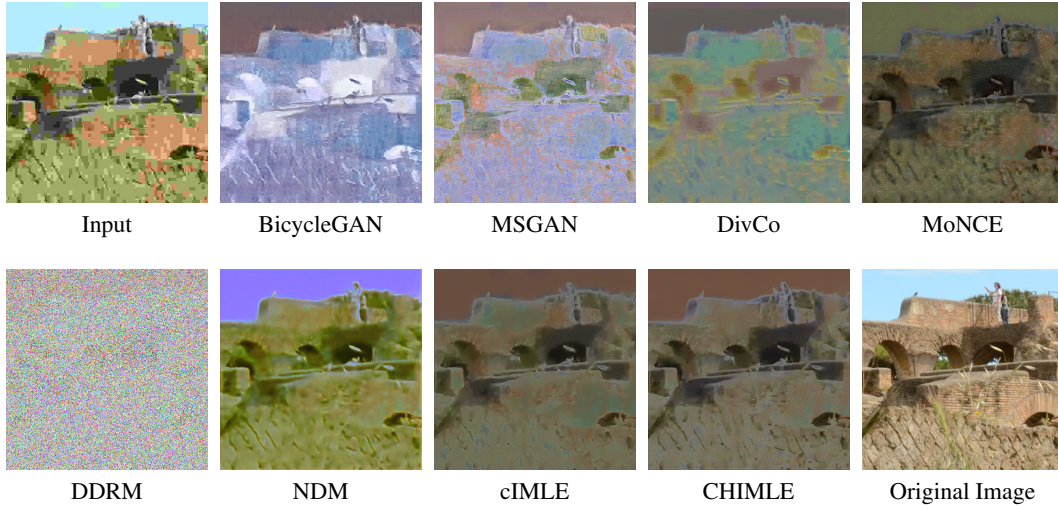 Input
BicycleGAN
MSGAN
DivCo
MoNCE
DDRM
NDM
cIMLE
CHIMLE
Original Image